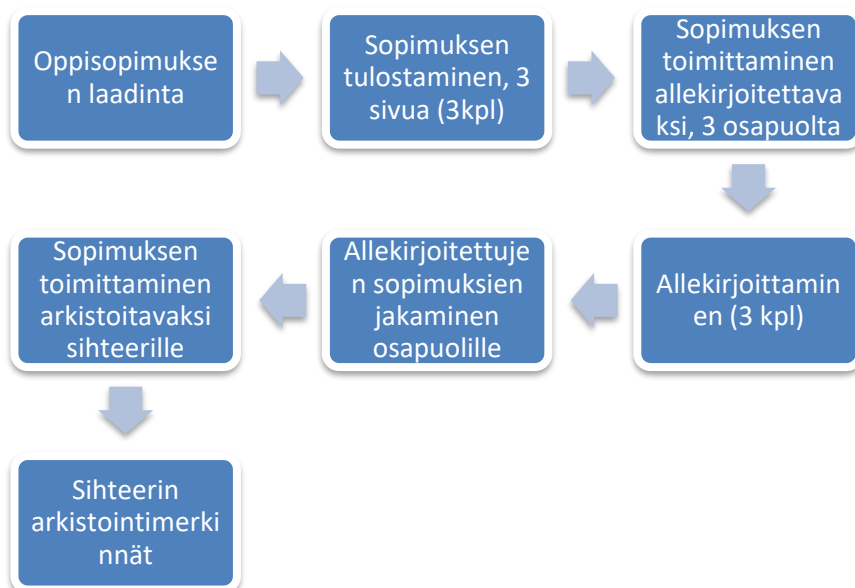 Oppisopimukse
n laadinta
Sopimuksen
tulostaminen, 3
sivua (3kpl)
Sopimuksen
toimittaminen
allekirjoitettava
ksi, 3 osapuolta
Allekirjoittamin
en (3 kpl)
Allekirjoitettuje
n sopimuksien
jakaminen
osapuolille
Sopimuksen
toimittaminen
arkistoitavaksi
sihteerille
Sihteerin
arkistointimerki
nnät